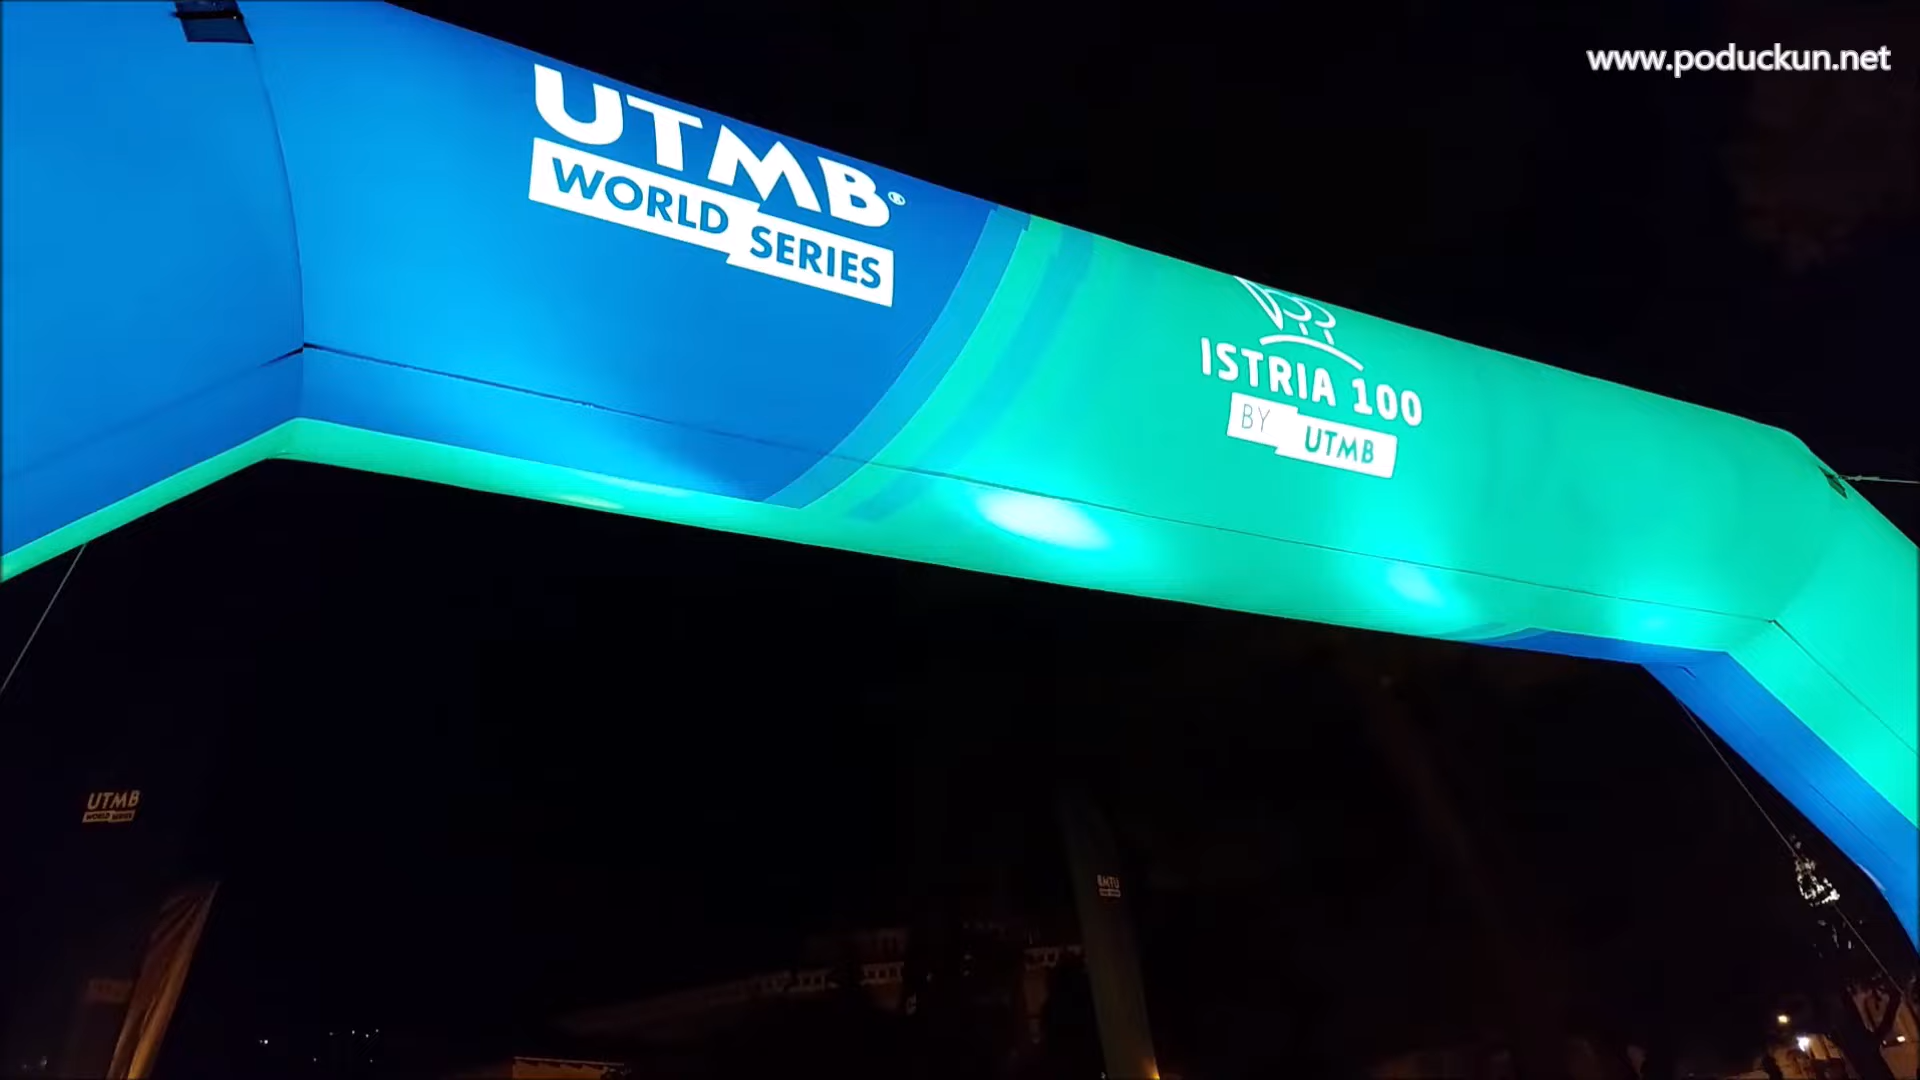 www.poduckun.net
UTMB®
WORLD SERIES
ISTRIA 100
BY UTMB
UTMB
WORLD SERIES